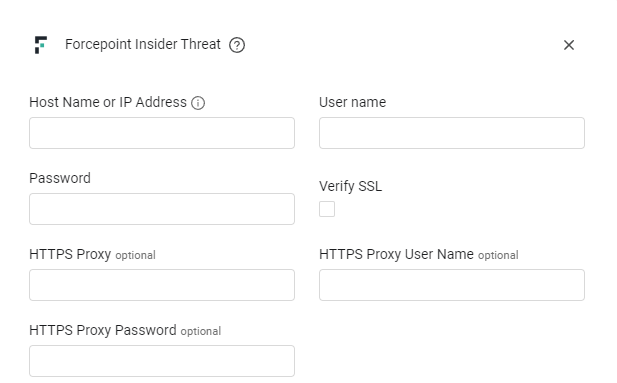 Forcepoint Insider Threat
Host Name or IP Address
User name
Password
Verify SSL
HTTPS Proxy optional
HTTPS Proxy User Name optional
HTTPS Proxy Password optional